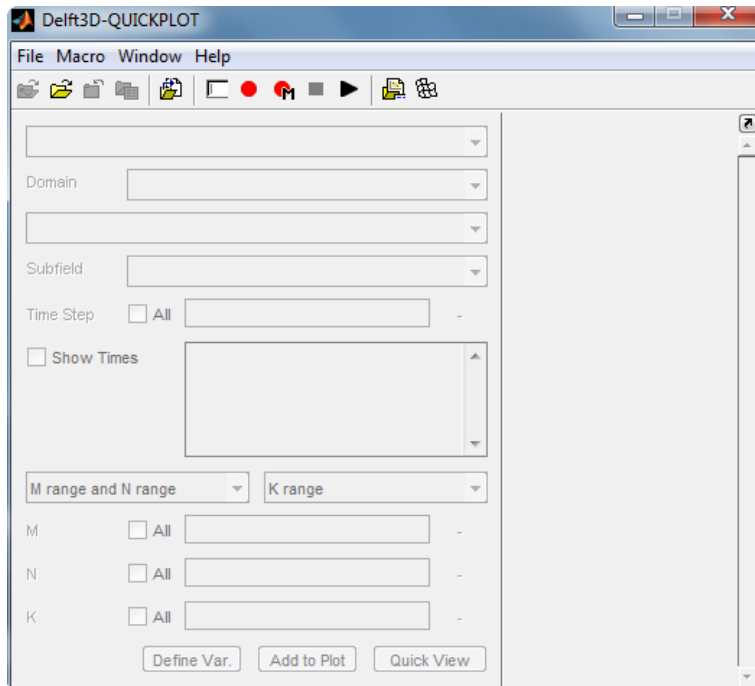 Delft3D-QUICKPLOT
File Macro Window Help
M
Domain
Subfield
Time Step All -
Show Times
M range and N range K range
M All -
N All -
K All -
Define Var. Add to Plot Quick View